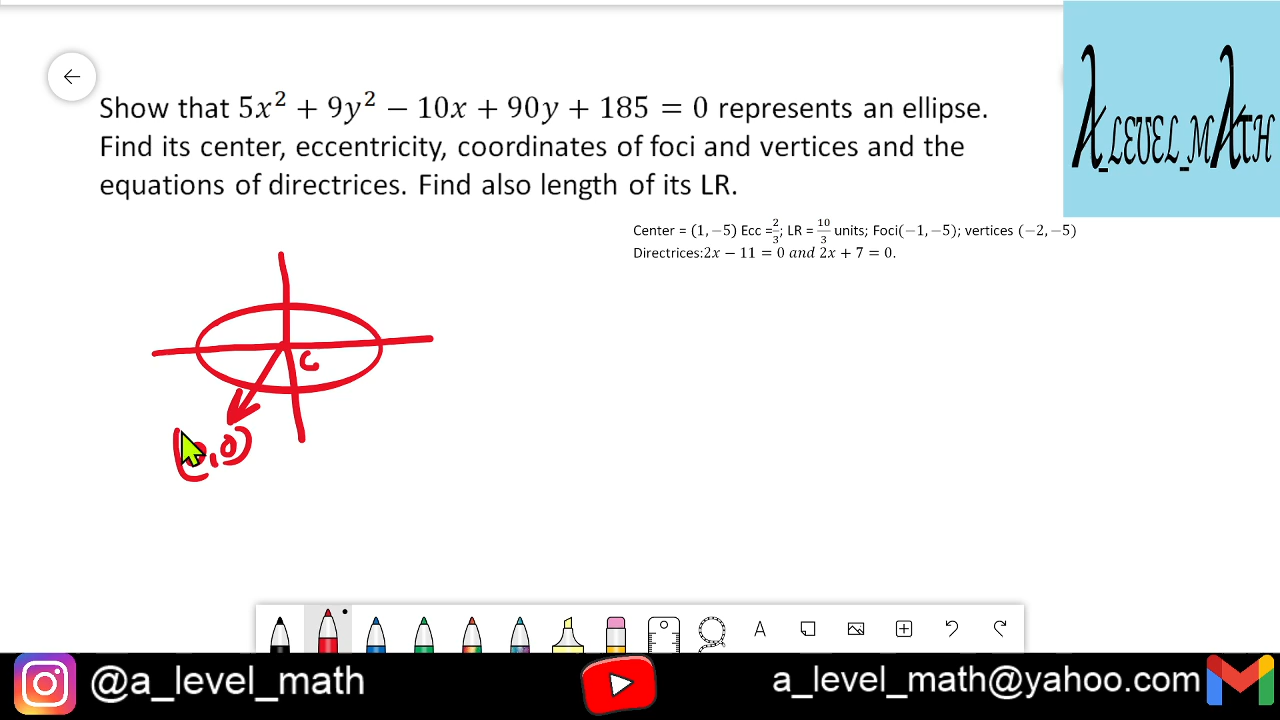 Show that 5x² + 9y² − 10x + 90y + 185 = 0 represents an ellipse.
Find its center, eccentricity, coordinates of foci and vertices and the
equations of directrices. Find also length of its LR.
λ_LEVEL_MλTH
Center = (1, −5) Ecc =2/3; LR = 10/3 units; Foci(−1, −5); vertices (−2, −5)
Directrices:2x − 11 = 0 and 2x + 7 = 0.
C
,0)
A
@a_level_math
a_level_math@yahoo.com